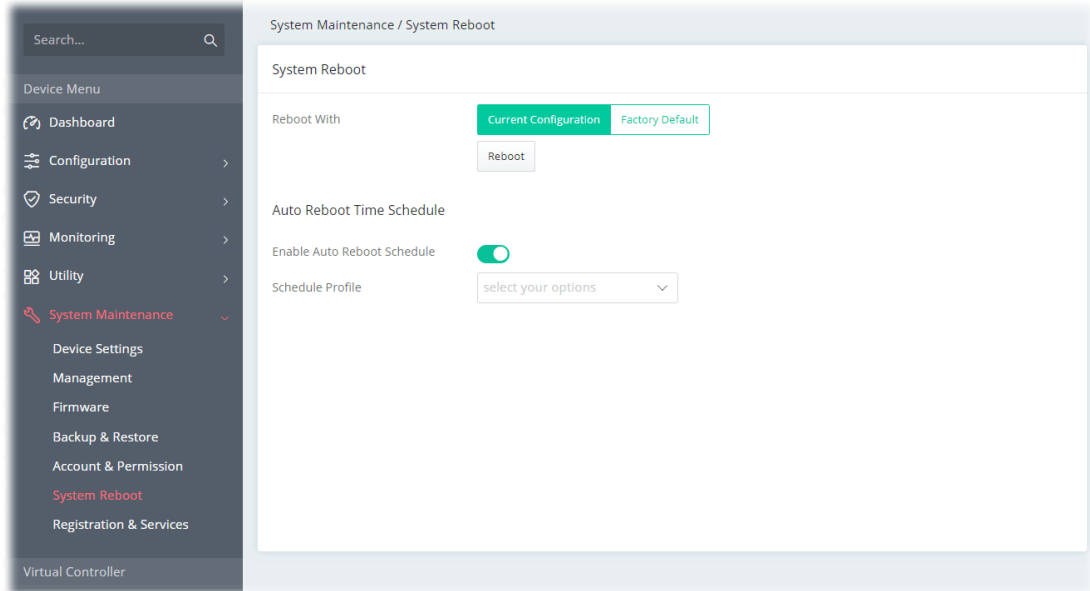 Search...
Device Menu
Dashboard
Configuration
Security
Monitoring
Utility
System Maintenance
Device Settings
Management
Firmware
Backup & Restore
Account & Permission
System Reboot
Registration & Services
Virtual Controller
System Maintenance / System Reboot
System Reboot
Reboot With Current Configuration Factory Default
Reboot
Auto Reboot Time Schedule
Enable Auto Reboot Schedule
Schedule Profile select your options